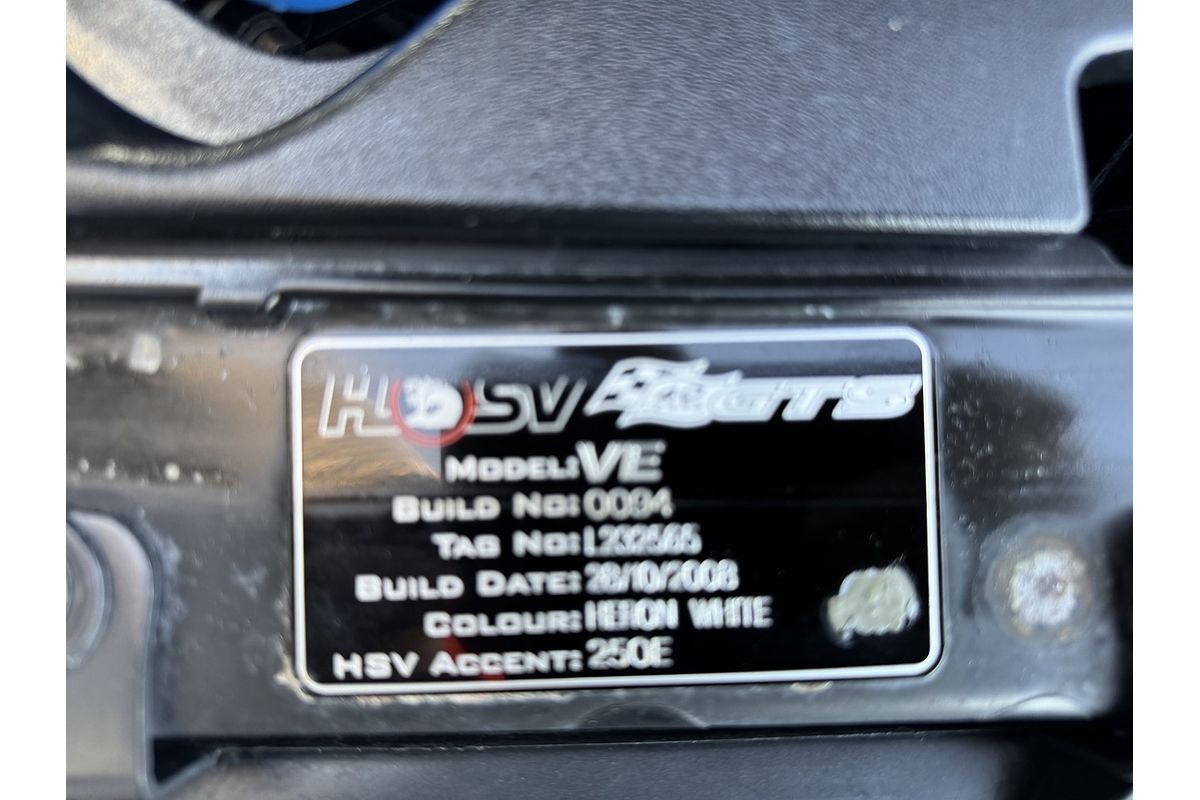 HSV GTS
MODEL: VE
BUILD NO: 0094
TAG NO: L232565
BUILD DATE: 28/10/2008
COLOUR: HERON WHITE
HSV ACCENT: 250E